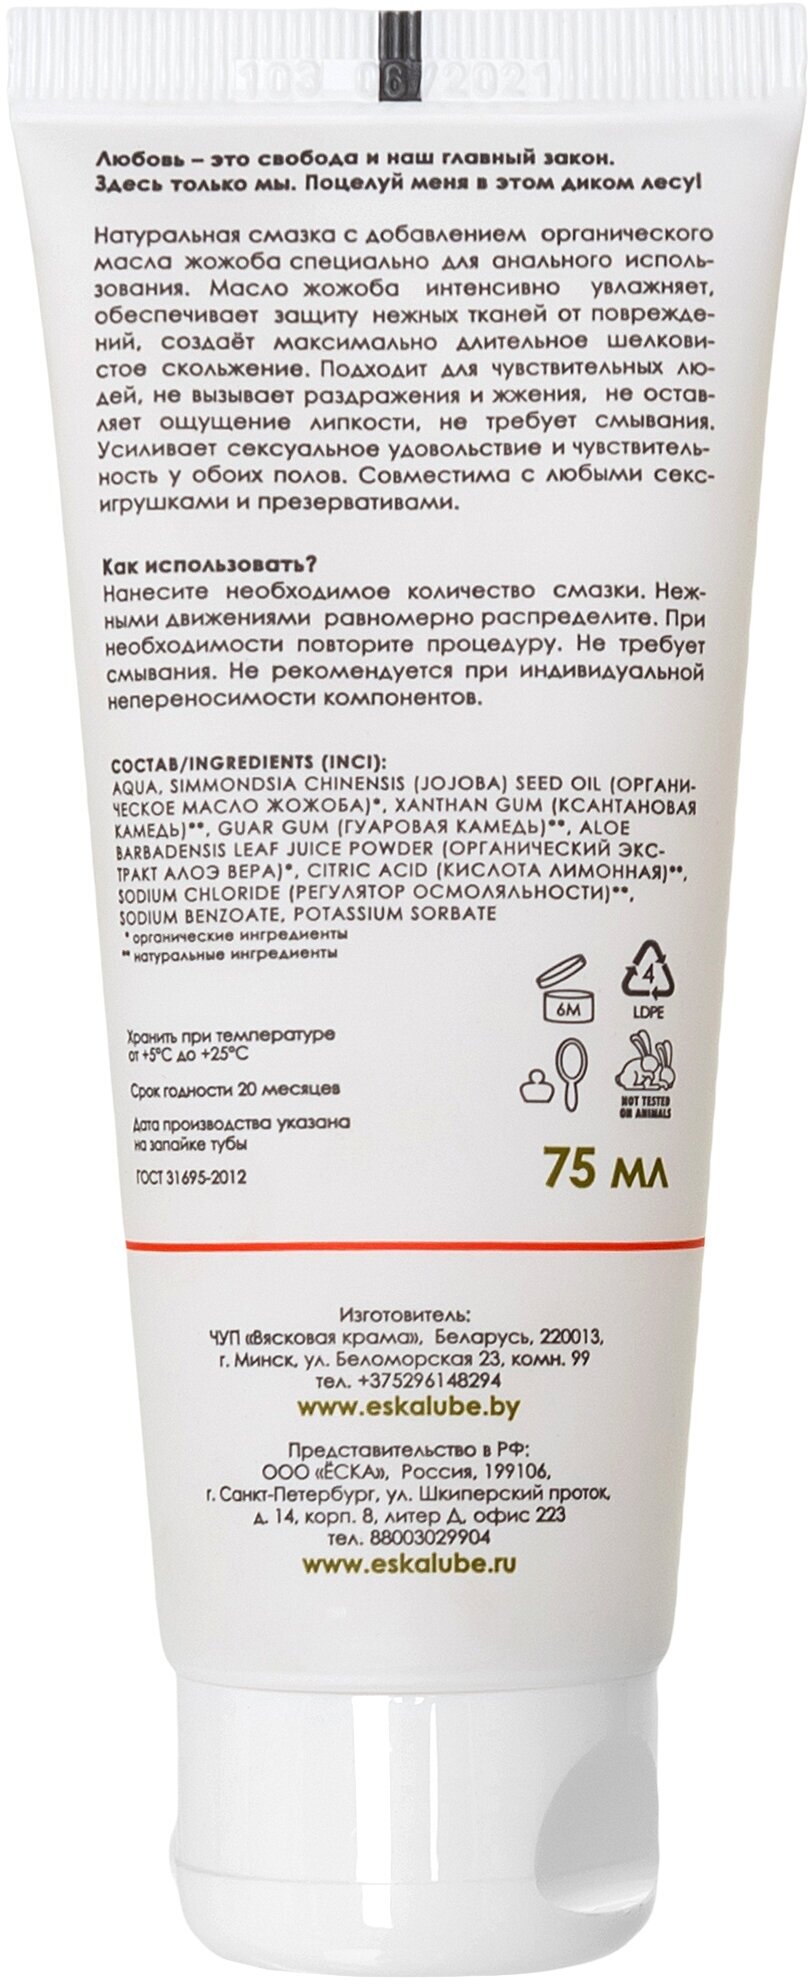 103 06/2021
Любовь – это свобода и наш главный закон.
Здесь только мы. Поцелуй меня в этом диком лесу!
Натуральная смазка с добавлением органического
масла жожоба специально для анального исполь-
зования. Масло жожоба интенсивно увлажняет,
обеспечивает защиту нежных тканей от поврежде-
ний, создаёт максимально длительное шелкови-
стое скольжение. Подходит для чувствительных лю-
дей, не вызывает раздражения и жжения, не остав-
ляет ощущение липкости, не требует смывания.
Усиливает сексуальное удовольствие и чувствитель-
ность у обоих полов. Совместима с любыми секс-
игрушками и презервативами.
Как использовать?
Нанесите необходимое количество смазки. Неж-
ными движениями равномерно распределите. При
необходимости повторите процедуру. Не требует
смывания. Не рекомендуется при индивидуальной
непереносимости компонентов.
СОСТАВ/INGREDIENTS (INCI):
AQUA, SIMMONDSIA CHINENSIS (JOJOBA) SEED OIL (ОРГАНИ-
ЧЕСКОЕ МАСЛО ЖОЖОБА)*, XANTHAN GUM (КСАНТАНОВАЯ
КАМЕДЬ)**, GUAR GUM (ГУАРОВАЯ КАМЕДЬ)**, ALOE
BARBADENSIS LEAF JUICE POWDER (ОРГАНИЧЕСКИЙ ЭКС-
ТРАКТ АЛОЭ ВЕРА)*, CITRIC ACID (КИСЛОТА ЛИМОННАЯ)**,
SODIUM CHLORIDE (РЕГУЛЯТОР ОСМОЛЯЛЬНОСТИ)**,
SODIUM BENZOATE, POTASSIUM SORBATE
* органические ингредиенты
** натуральные ингредиенты
6M
4
LDPE
Хранить при температуре
от +5°С до +25°С
Срок годности 20 месяцев
Дата производства указана
на запайке тубы
ГОСТ 31695-2012
NOT TESTED
ON ANIMALS
75 мл
Изготовитель:
ЧУП «Вясковая крама», Беларусь, 220013,
г. Минск, ул. Беломорская 23, комн. 99
тел. +375296148294
www.eskalube.by
Представительство в РФ:
ООО «ЁСКА», Россия, 199106,
г. Санкт-Петербург, ул. Шкиперский проток,
д. 14, корп. 8, литер Д, офис 223
тел. 88003029904
www.eskalube.ru